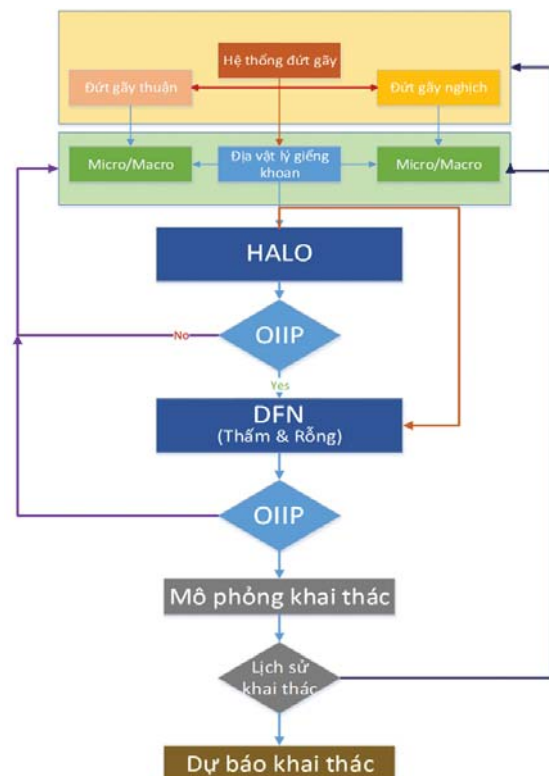 Hệ thống đứt gãy
Đứt gãy thuận
Đứt gãy nghịch
Micro/Macro
Địa vật lý giếng
khoan
Micro/Macro
HALO
OIIP
No
Yes
DFN
(Thấm & Rỗng)
OIIP
Mô phỏng khai thác
Lịch sử
khai thác
Dự báo khai thác